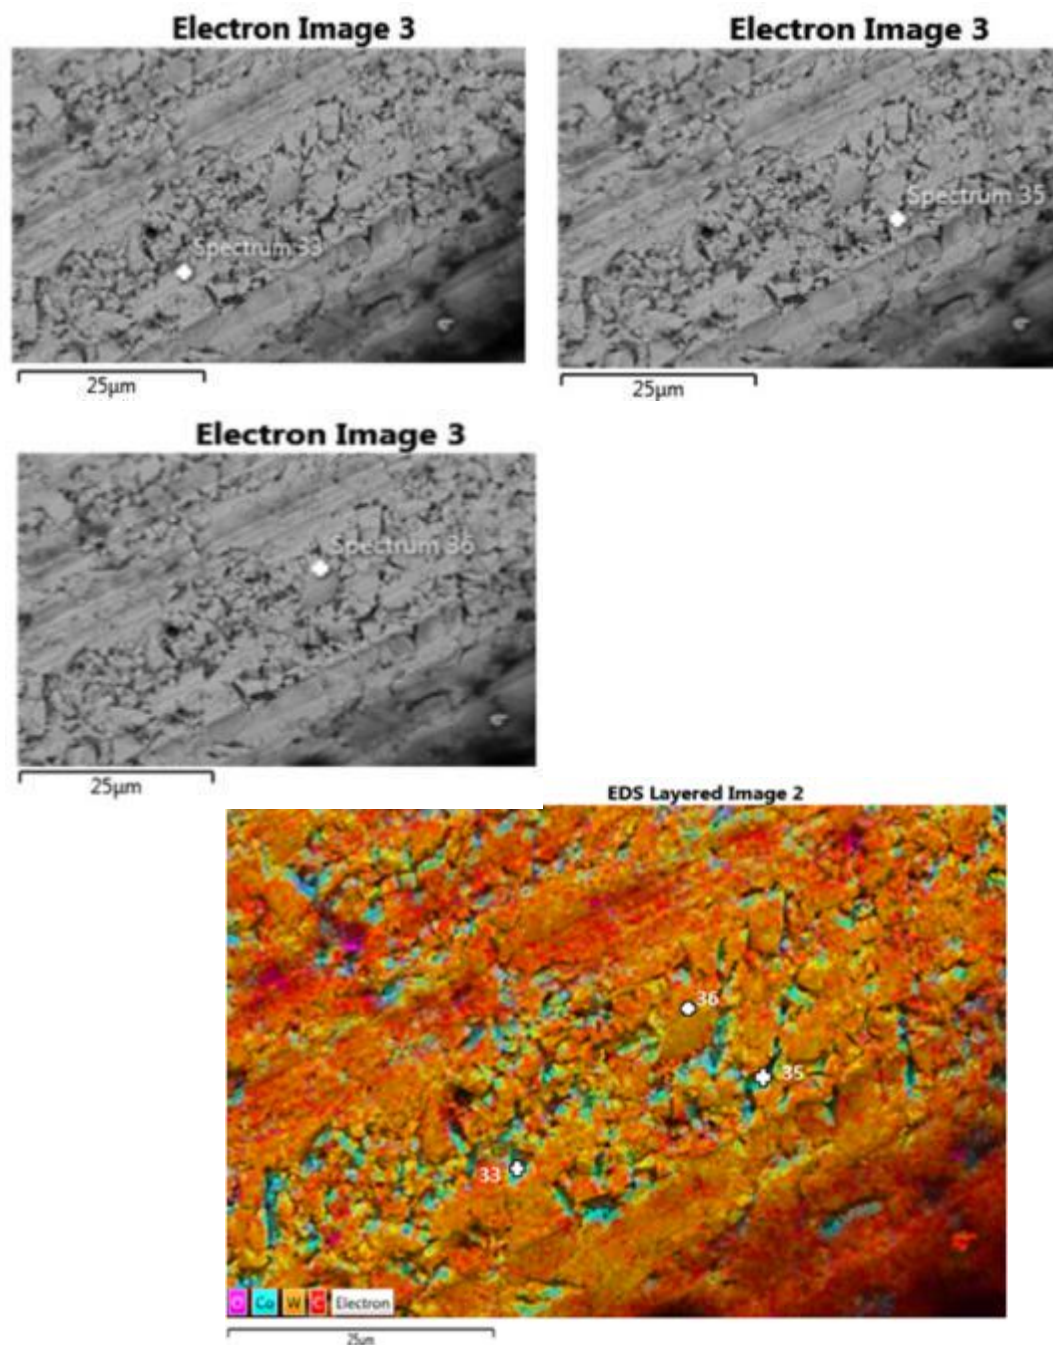 Electron Image 3
Electron Image 3
Spectrum 33
Spectrum 35
25µm
25µm
Electron Image 3
Spectrum 36
25µm
EDS Layered Image 2
36
35
33
O Co W C Electron
25µm